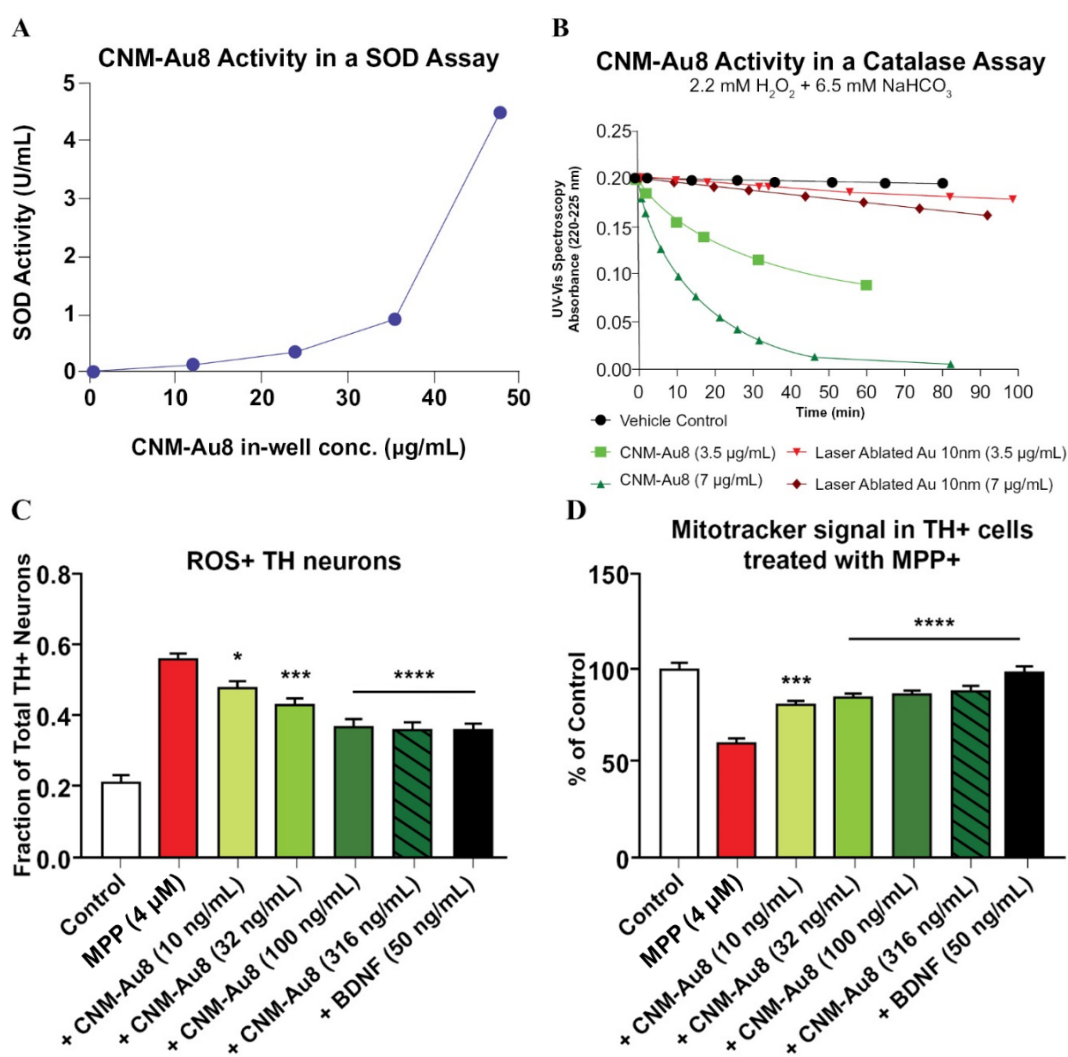 A
CNM-Au8 Activity in a SOD Assay
SOD Activity (U/mL)
5
4
3
2
1
0
0 10 20 30 40 50
CNM-Au8 in-well conc. (µg/mL)
B
CNM-Au8 Activity in a Catalase Assay
2.2 mM H₂O₂ + 6.5 mM NaHCO₃
UV-Vis Spectroscopy
Absorbance (220-225 nm)
0.25
0.20
0.15
0.10
0.05
0.00
0 10 20 30 40 50 60 70 80 90 100
Time (min)
Vehicle Control
CNM-Au8 (3.5 µg/mL)
Laser Ablated Au 10nm (3.5 µg/mL)
CNM-Au8 (7 µg/mL)
Laser Ablated Au 10nm (7 µg/mL)
C
ROS+ TH neurons
Fraction of Total TH+ Neurons
0.8
0.6
0.4
0.2
0.0
*
***
****
Control
MPP (4 µM)
+ CNM-Au8 (10 ng/mL)
+ CNM-Au8 (32 ng/mL)
+ CNM-Au8 (100 ng/mL)
+ CNM-Au8 (316 ng/mL)
+ BDNF (50 ng/mL)
D
Mitotracker signal in TH+ cells
treated with MPP+
% of Control
150
100
50
0
***
****
Control
MPP (4 µM)
+ CNM-Au8 (10 ng/mL)
+ CNM-Au8 (32 ng/mL)
+ CNM-Au8 (100 ng/mL)
+ CNM-Au8 (316 ng/mL)
+ BDNF (50 ng/mL)